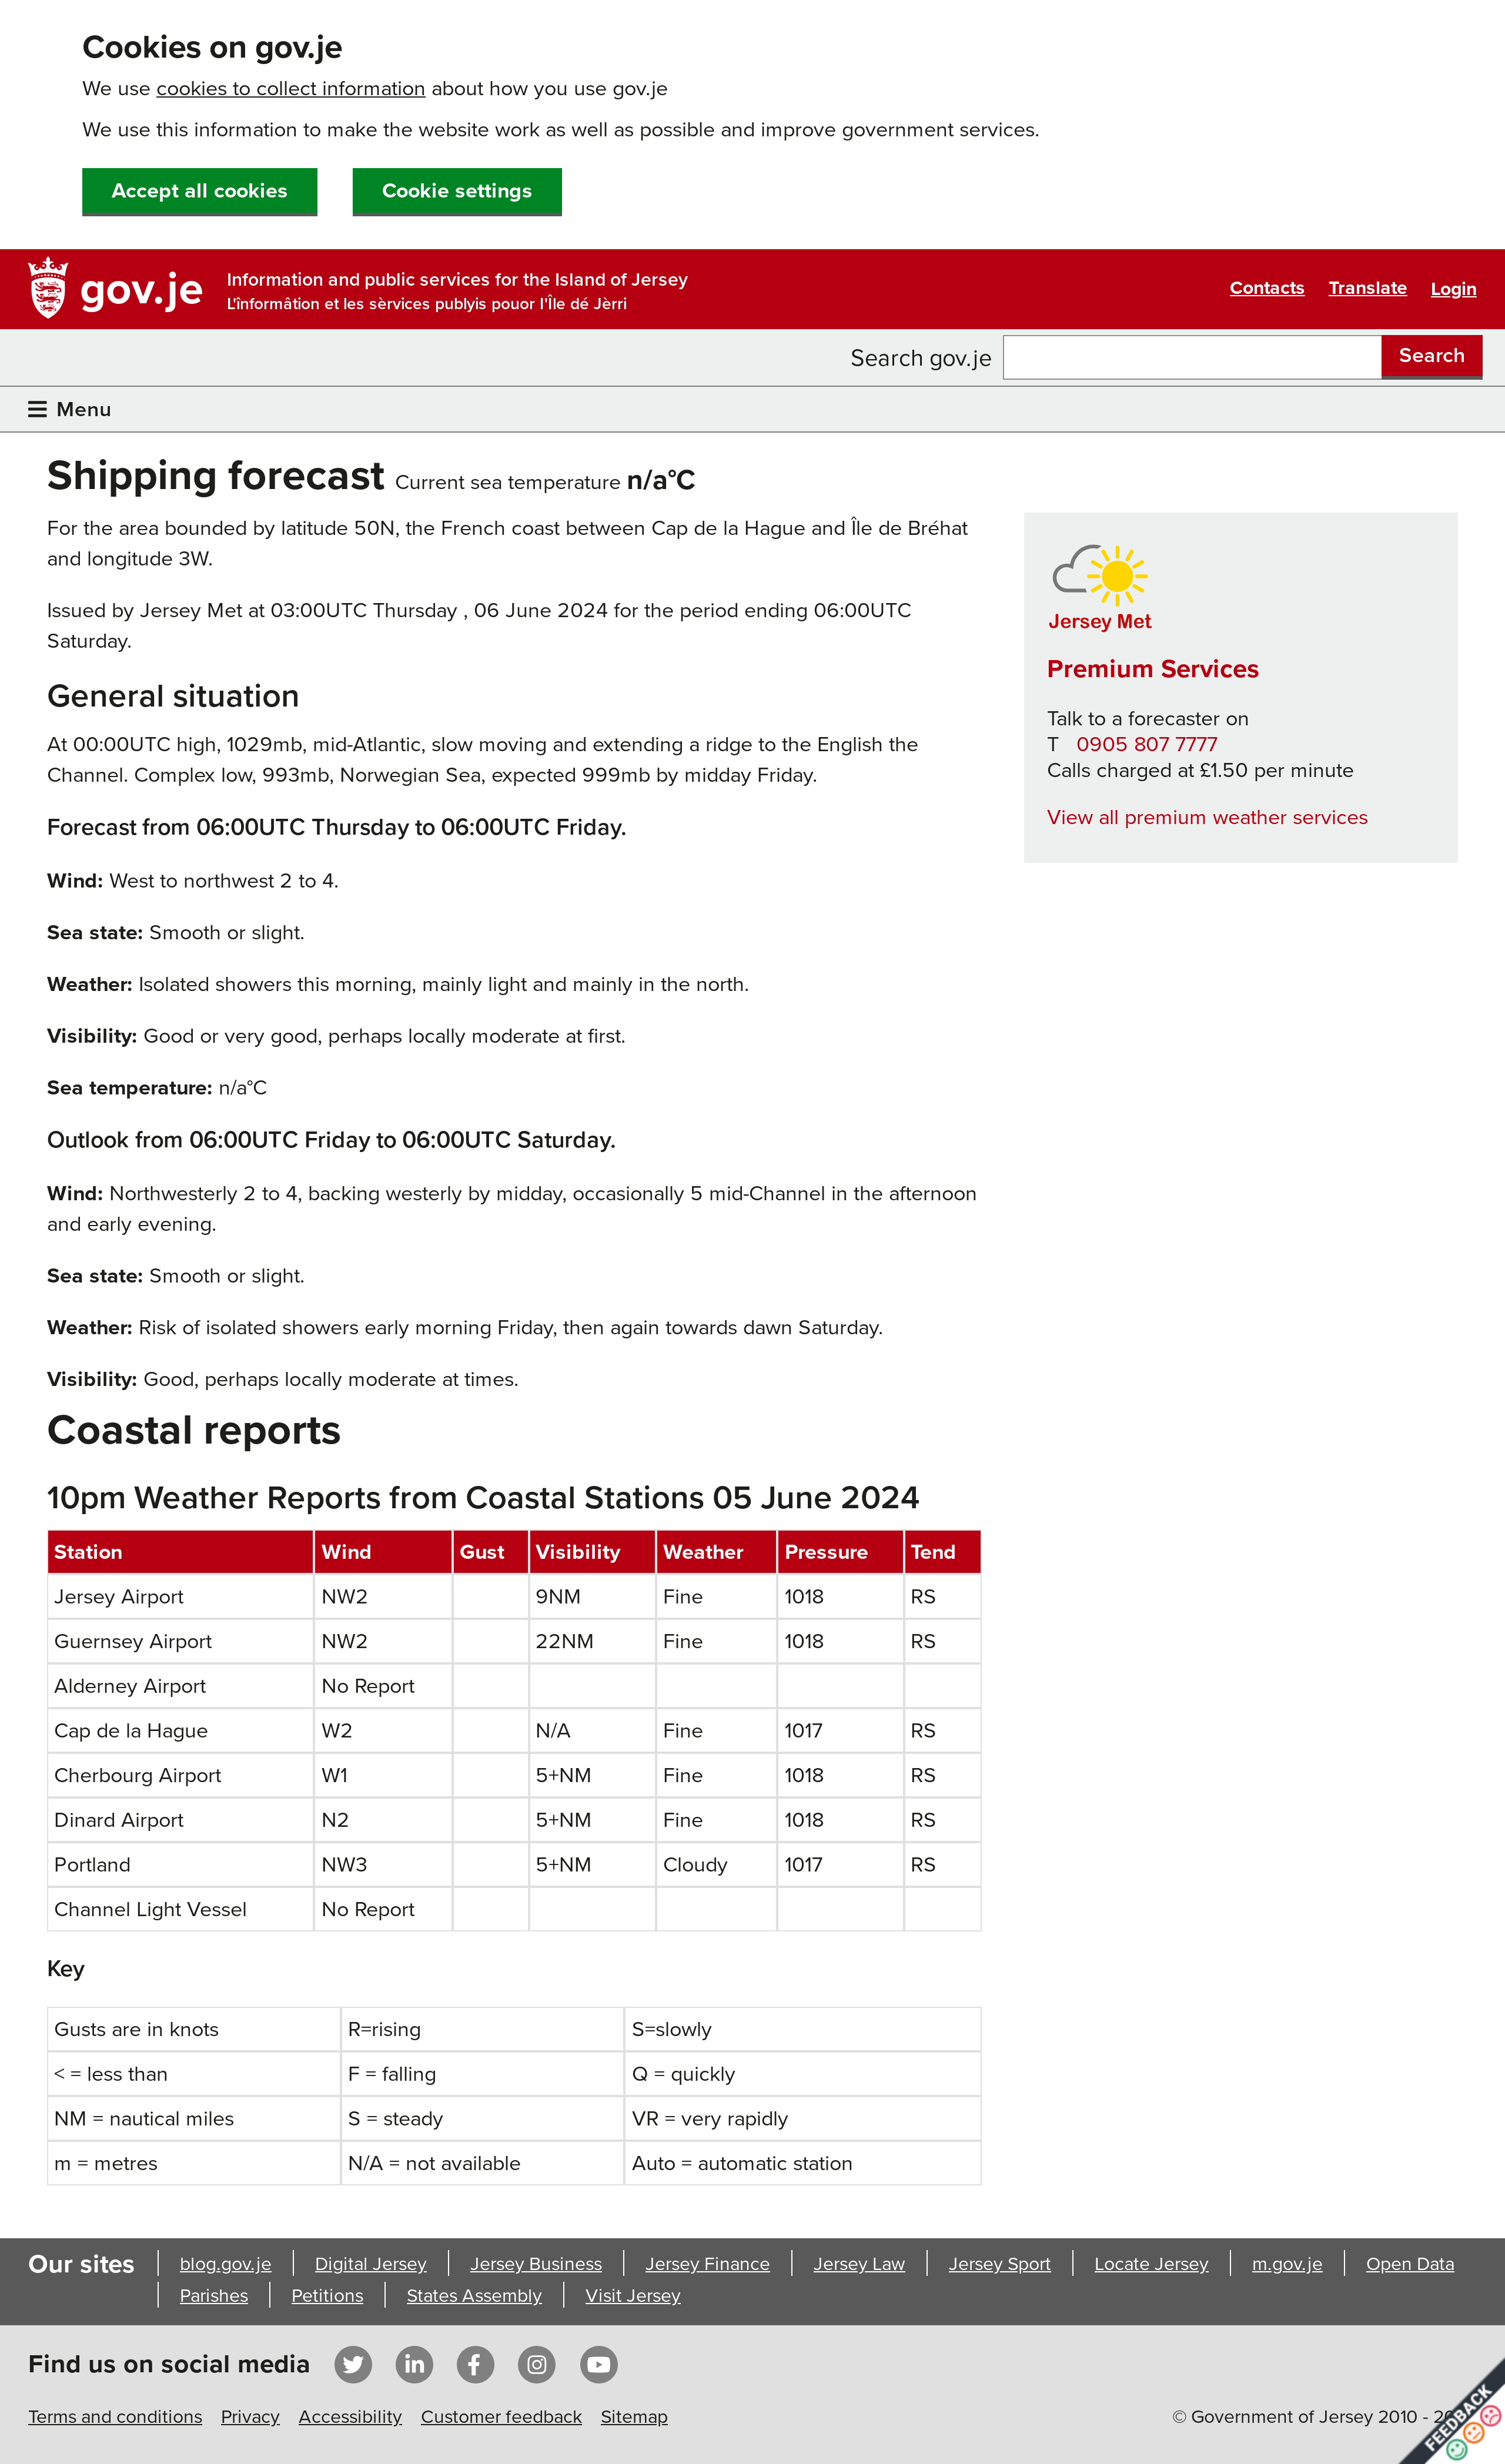 Cookies on gov.je
We use cookies to collect information about how you use gov.je
We use this information to make the website work as well as possible and improve government services.
Accept all cookies
Cookie settings
gov.je
Information and public services for the Island of Jersey
L'înformâtion et les sèrvices publyis pouor I'Île dé Jèrri
Contacts
Translate
Login
Search gov.je
Search
Menu
Shipping forecast Current sea temperature n/a°C
For the area bounded by latitude 50N, the French coast between Cap de la Hague and Île de Bréhat
and longitude 3W.
Issued by Jersey Met at 03:00UTC Thursday , 06 June 2024 for the period ending 06:00UTC
Saturday.
General situation
At 00:00UTC high, 1029mb, mid-Atlantic, slow moving and extending a ridge to the English the
Channel. Complex low, 993mb, Norwegian Sea, expected 999mb by midday Friday.
Forecast from 06:00UTC Thursday to 06:00UTC Friday.
Wind: West to northwest 2 to 4.
Sea state: Smooth or slight.
Weather: Isolated showers this morning, mainly light and mainly in the north.
Visibility: Good or very good, perhaps locally moderate at first.
Sea temperature: n/a°C
Outlook from 06:00UTC Friday to 06:00UTC Saturday.
Wind: Northwesterly 2 to 4, backing westerly by midday, occasionally 5 mid-Channel in the afternoon
and early evening.
Sea state: Smooth or slight.
Weather: Risk of isolated showers early morning Friday, then again towards dawn Saturday.
Visibility: Good, perhaps locally moderate at times.
Jersey Met
Premium Services
Talk to a forecaster on
T 0905 807 7777
Calls charged at £1.50 per minute
View all premium weather services
Coastal reports
10pm Weather Reports from Coastal Stations 05 June 2024
Station Wind Gust Visibility Weather Pressure Tend
Jersey Airport NW2 9NM Fine 1018 RS
Guernsey Airport NW2 22NM Fine 1018 RS
Alderney Airport No Report
Cap de la Hague W2 N/A Fine 1017 RS
Cherbourg Airport W1 5+NM Fine 1018 RS
Dinard Airport N2 5+NM Fine 1018 RS
Portland NW3 5+NM Cloudy 1017 RS
Channel Light Vessel No Report
Key
Gusts are in knots R=rising S=slowly
< = less than F = falling Q = quickly
NM = nautical miles S = steady VR = very rapidly
m = metres N/A = not available Auto = automatic station
Our sites
blog.gov.je Digital Jersey Jersey Business Jersey Finance Jersey Law Jersey Sport Locate Jersey m.gov.je Open Data
Parishes Petitions States Assembly Visit Jersey
Find us on social media
Terms and conditions Privacy Accessibility Customer feedback Sitemap
© Government of Jersey 2010 -
FEEDBACK